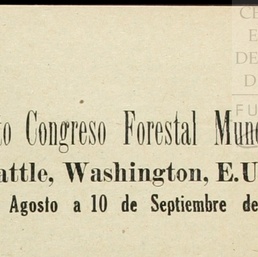 to Congreso Forestal Mun
attle, Washington, E.U
Agosto a 10 de Septiembre de